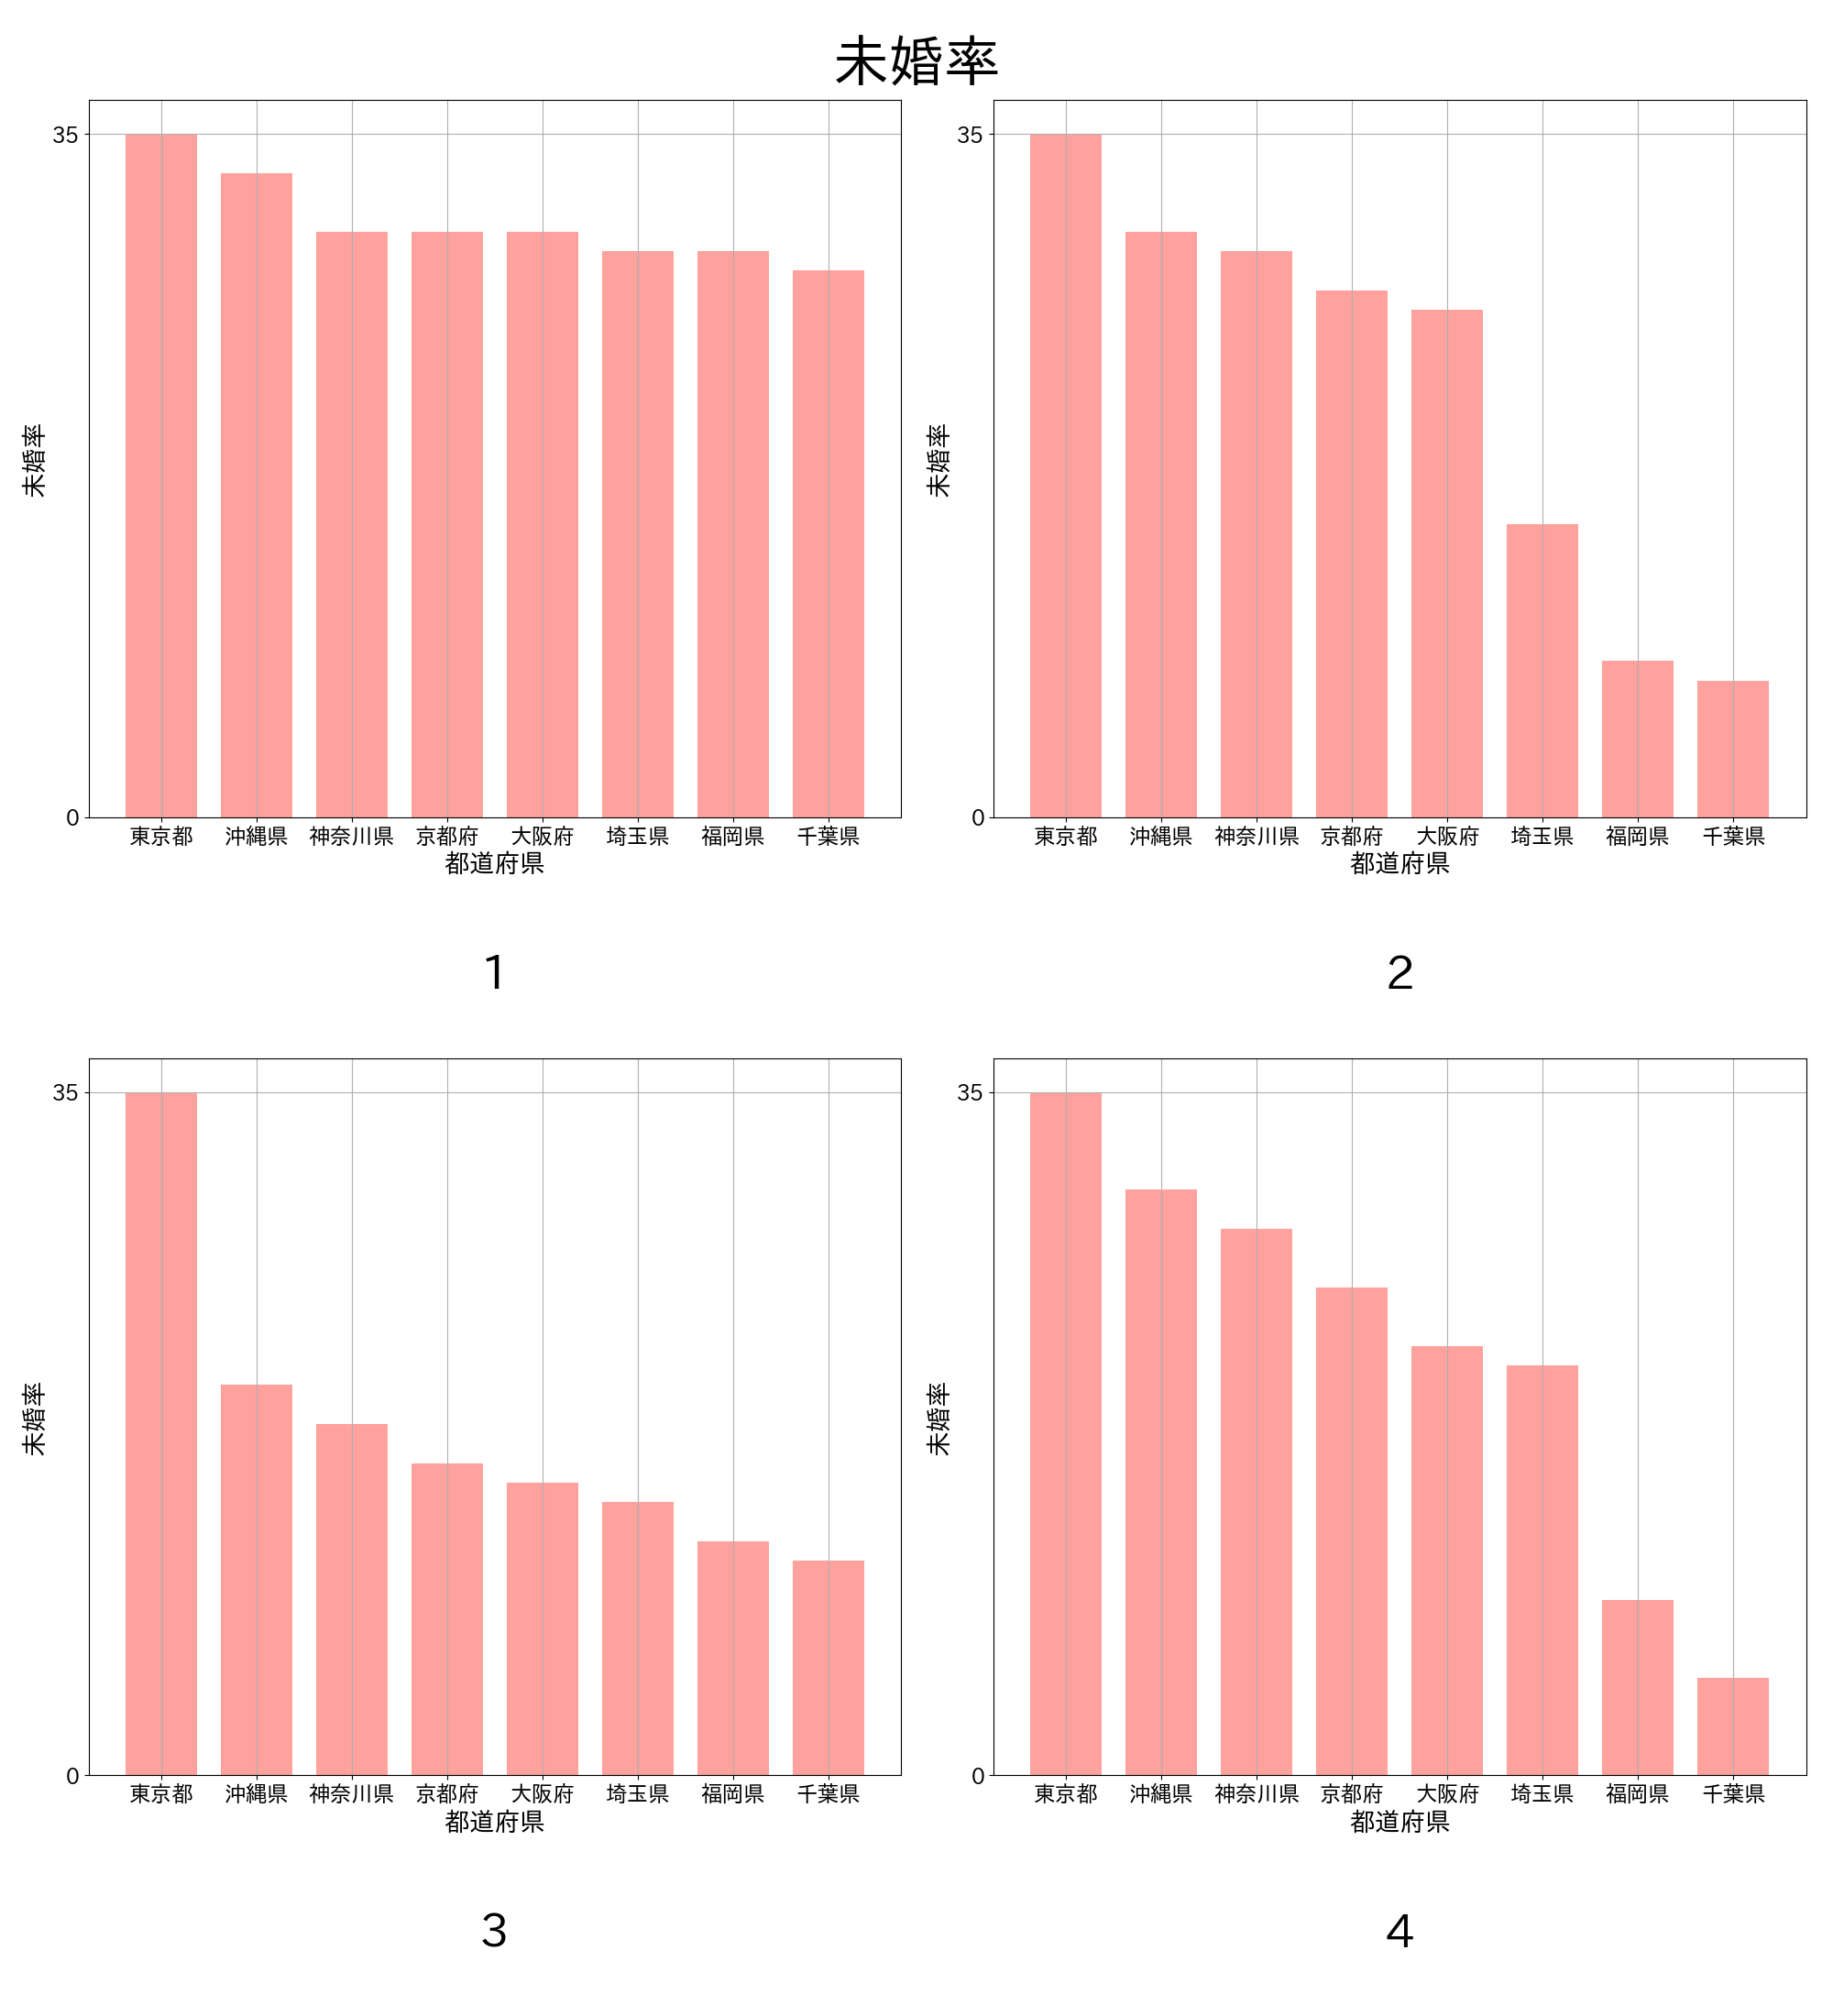 未婚率
35
0
未婚率
東京都 沖縄県 神奈川県 京都府 大阪府 埼玉県 福岡県 千葉県
都道府県
1
35
0
未婚率
東京都 沖縄県 神奈川県 京都府 大阪府 埼玉県 福岡県 千葉県
都道府県
2
35
0
未婚率
東京都 沖縄県 神奈川県 京都府 大阪府 埼玉県 福岡県 千葉県
都道府県
3
35
0
未婚率
東京都 沖縄県 神奈川県 京都府 大阪府 埼玉県 福岡県 千葉県
都道府県
4